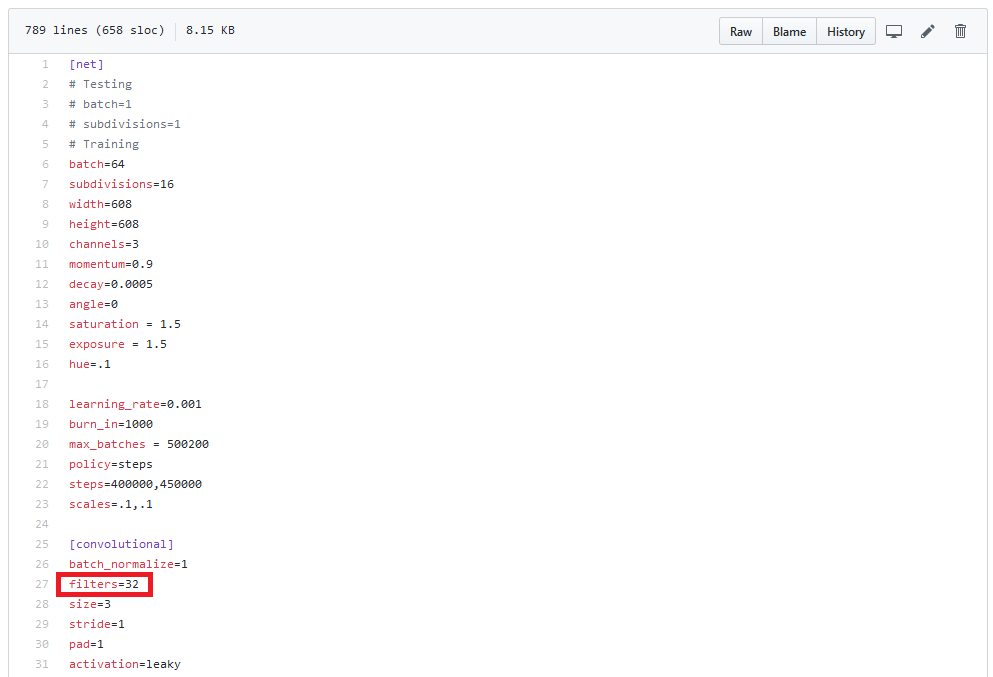 789 lines (658 sloc) 8.15 KB Raw Blame History
1 [net]
2 # Testing
3 # batch=1
4 # subdivisions=1
5 # Training
6 batch=64
7 subdivisions=16
8 width=608
9 height=608
10 channels=3
11 momentum=0.9
12 decay=0.0005
13 angle=0
14 saturation = 1.5
15 exposure = 1.5
16 hue=.1
17
18 learning_rate=0.001
19 burn_in=1000
20 max_batches = 500200
21 policy=steps
22 steps=400000,450000
23 scales=.1,.1
24
25 [convolutional]
26 batch_normalize=1
27 filters=32
28 size=3
29 stride=1
30 pad=1
31 activation=leaky